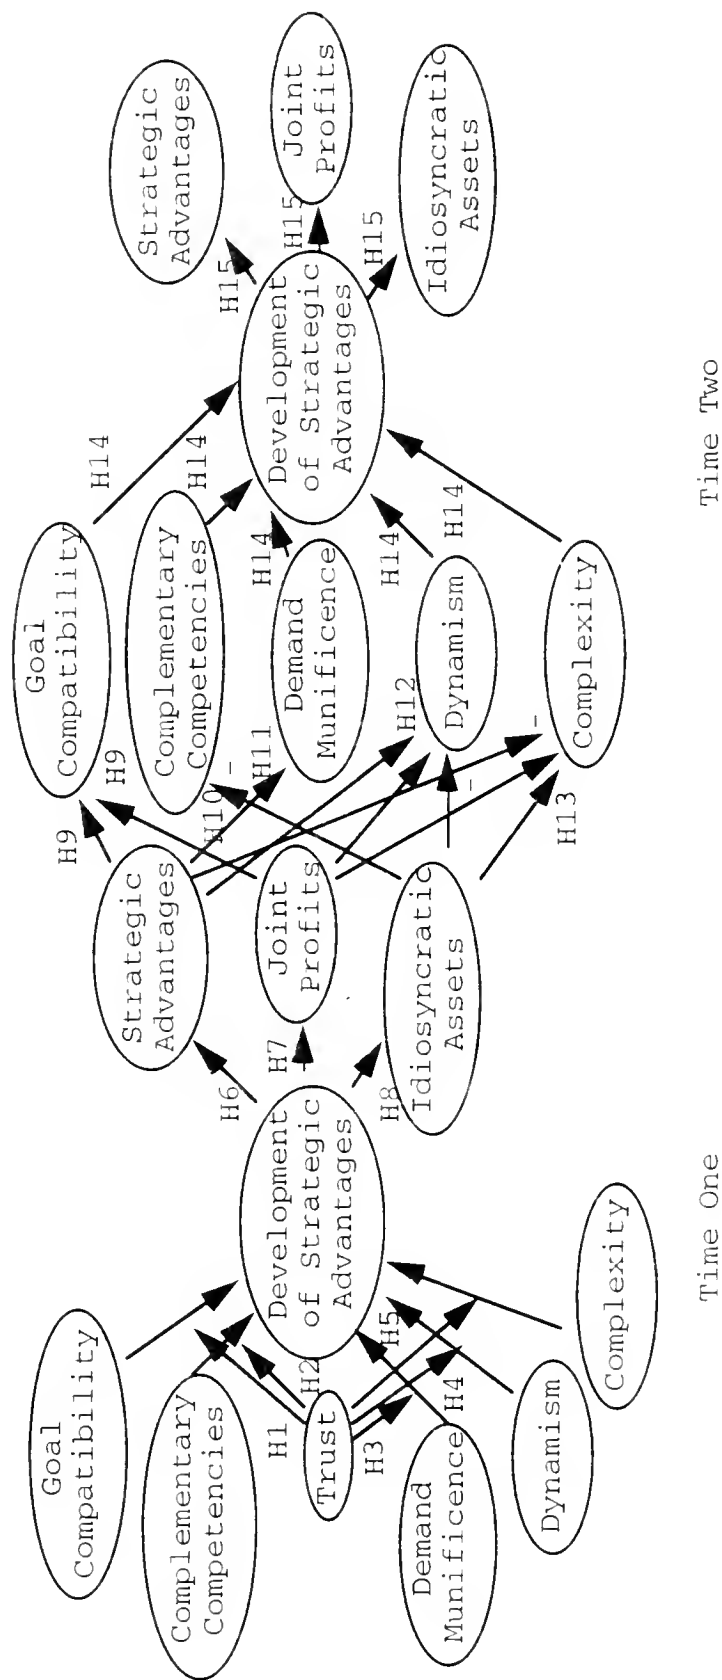 Goal
Compatibility
Complementary
Competencies
Trust
Demand
Munificence
Dynamism
Complexity
H1
H2
H3
H4
H5
Development
of Strategic
Advantages
H6
H7
H8
Strategic
Advantages
Joint
Profits
Idiosyncratic
Assets
H9
H9
H10
-
H11
H12
-
-
H13
Goal
Compatibility
Complementary
Competencies
Demand
Munificence
Dynamism
Complexity
H14
H14
H14
H14
H14
Development
of Strategic
Advantages
H15
H15
H15
Strategic
Advantages
Joint
Profits
Idiosyncratic
Assets
Time One
Time Two